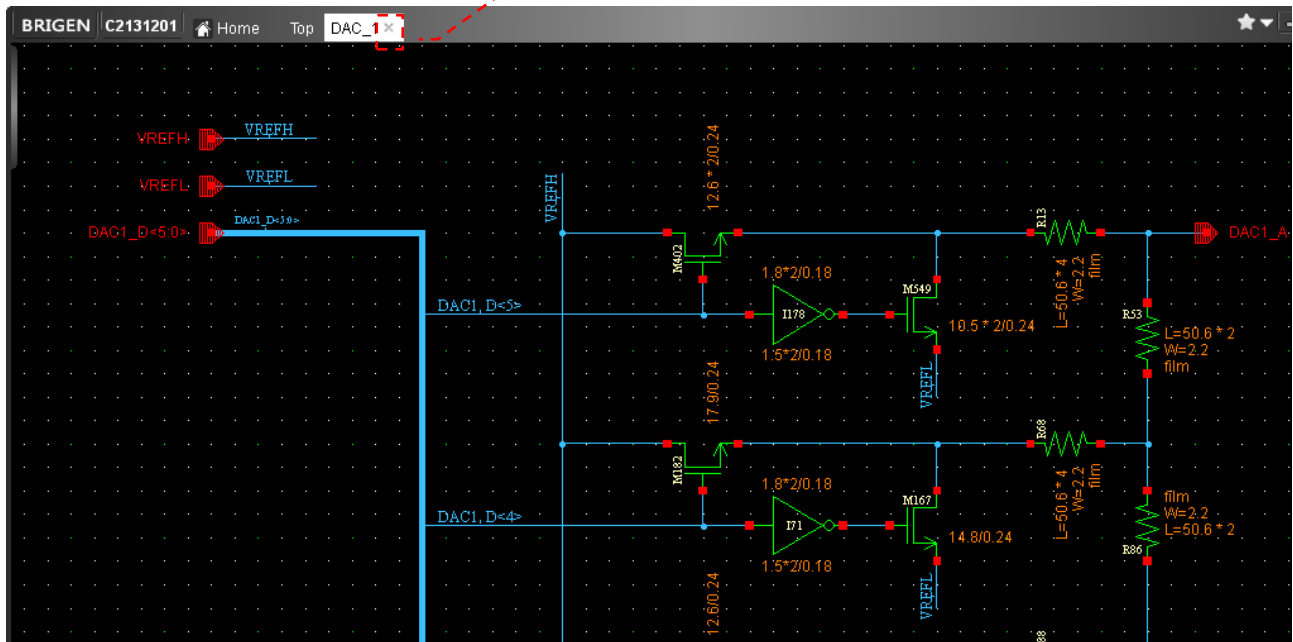 BRIGEN C2131201 Home Top DAC_1
VREFH VREFH
VREFL VREFL
DAC1_D<5:0> DAC1_D<5:0>
VREFH
12.6 * 2/0.24
M402
R13
L=50.6 * 4
W=2.2
film
DAC1_A
DAC1_D<5>
1.8*2/0.18
I178
1.5*2/0.18
M549
10.5 * 2/0.24
VREFL
R53
L=50.6 * 2
W=2.2
film
17.9/0.24
M182
R68
L=50.6 * 4
W=2.2
film
DAC1_D<4>
1.8*2/0.18
I71
1.5*2/0.18
M167
14.8/0.24
VREFL
film
W=2.2
L=50.6 * 2
R86
12.6/0.24